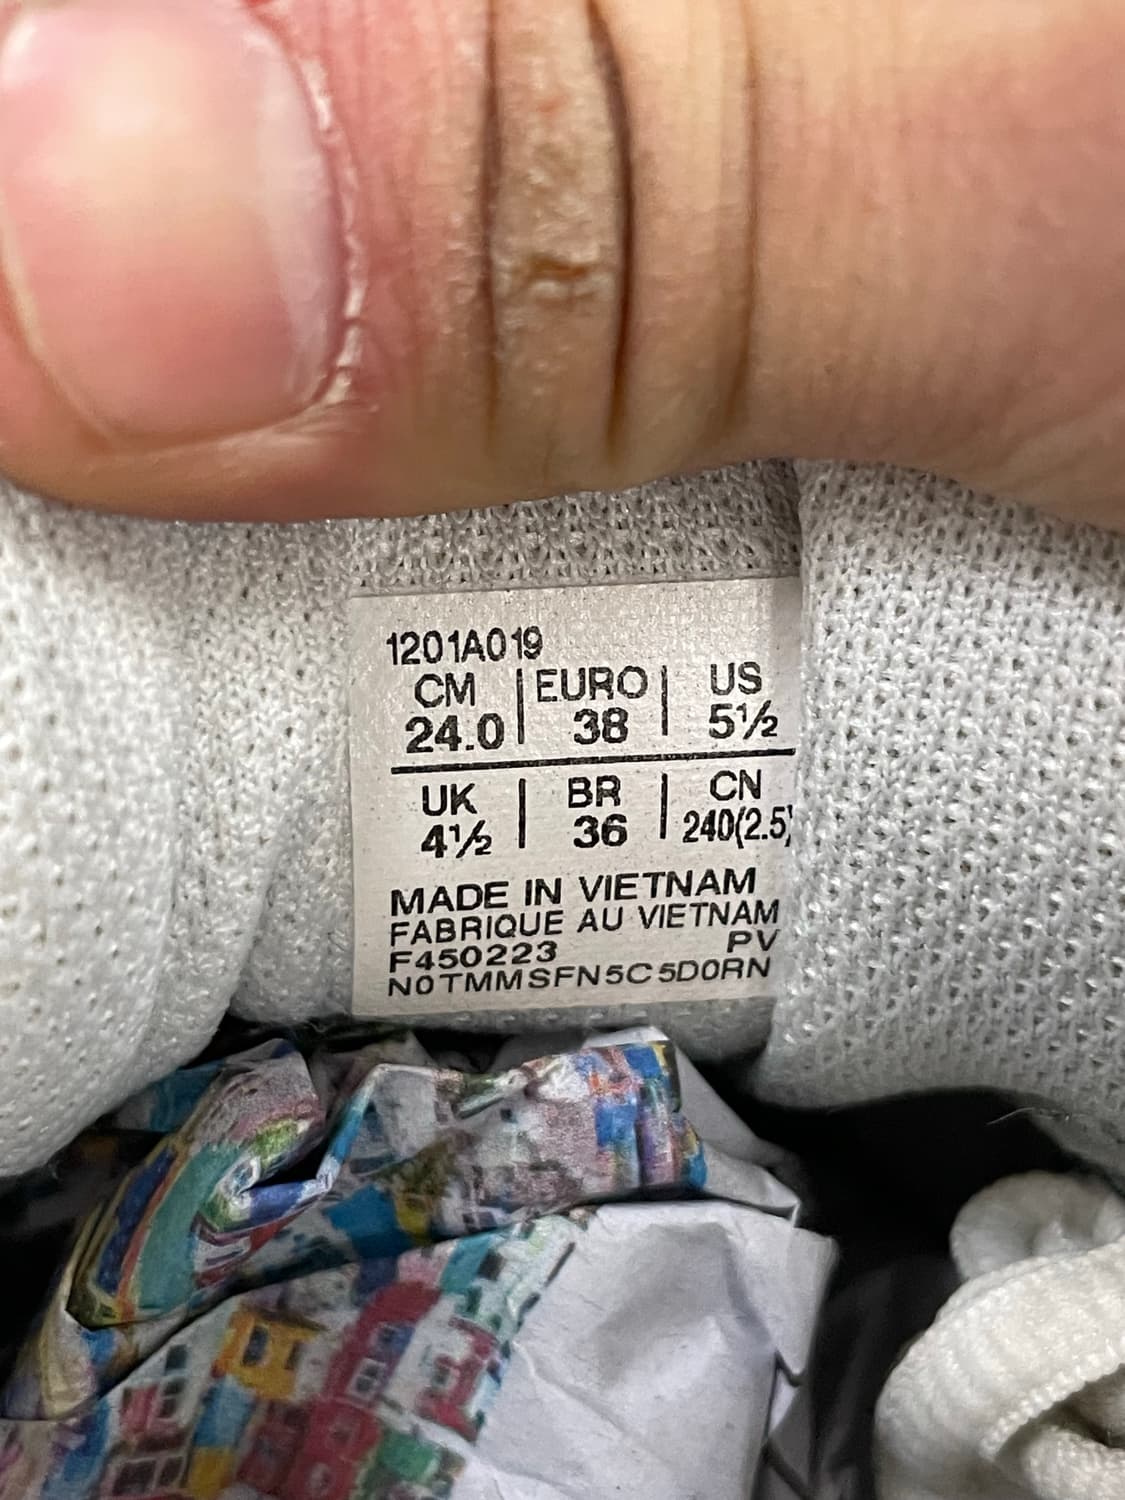 1201A019
CM | EURO | US
24.0 | 38 | 5½
UK | BR | CN
4½ | 36 | 240(2.5)
MADE IN VIETNAM
FABRIQUE AU VIETNAM
F450223 PV
N0TMMSFN5C5D0RN